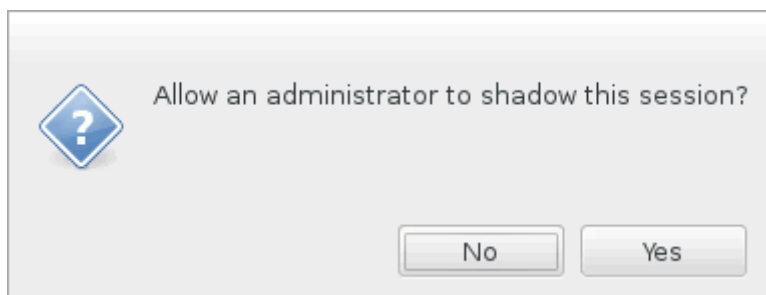 Allow an administrator to shadow this session?
?
No Yes